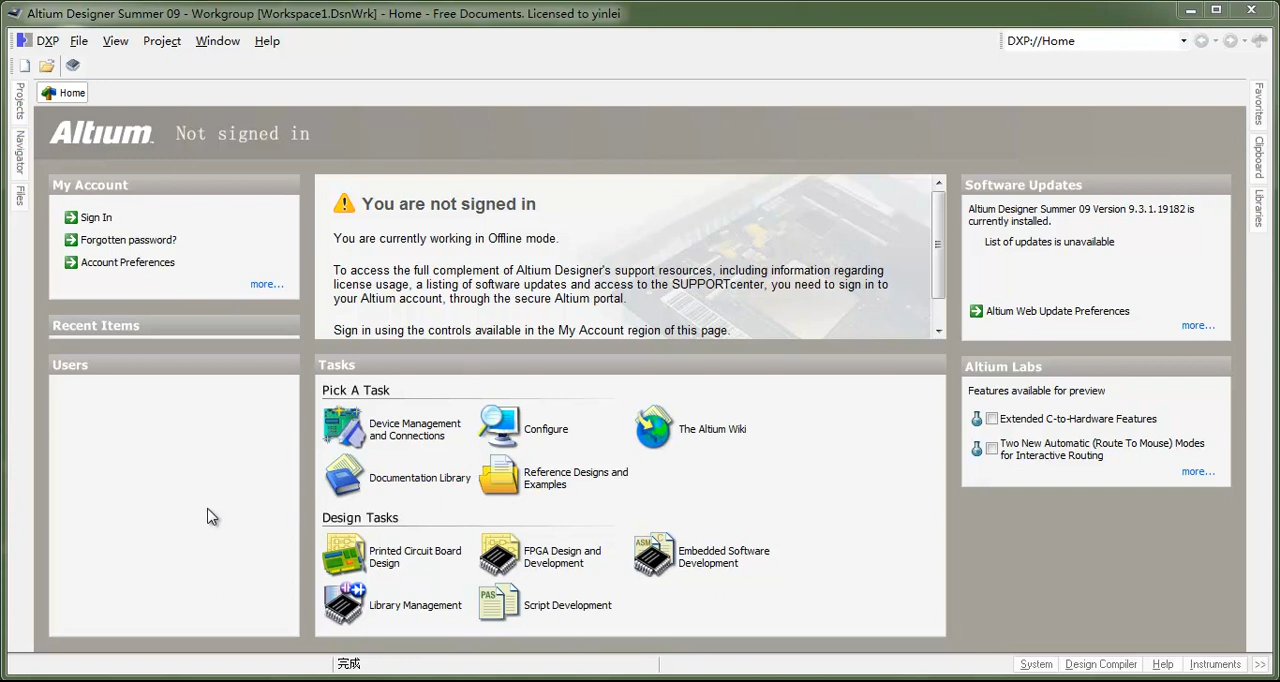 Altium Designer Summer 09 - Workgroup [Workspace1.DsnWrk] - Home - Free Documents. Licensed to yinlei
DXP File View Project Window Help
DXP://Home
Home
Projects
Navigator
Files
Favorites
Clipboard
Libraries
Altium Not signed in
My Account
Sign In
Forgotten password?
Account Preferences
more...
Recent Items
Users
You are not signed in
You are currently working in Offline mode.
To access the full complement of Altium Designer's support resources, including information regarding
license usage, a listing of software updates and access to the SUPPORTcenter, you need to sign in to
your Altium account, through the secure Altium portal.
Sign in using the controls available in the My Account region of this page.
Tasks
Pick A Task
Device Management
and Connections
Configure
The Altium Wiki
Documentation Library
Reference Designs and
Examples
Design Tasks
Printed Circuit Board
Design
FPGA Design and
Development
ASM C
Embedded Software
Development
Library Management
PAS
Script Development
Software Updates
Altium Designer Summer 09 Version 9.3.1.19182 is
currently installed.
List of updates is unavailable
Altium Web Update Preferences
more...
Altium Labs
Features available for preview
Extended C-to-Hardware Features
Two New Automatic (Route To Mouse) Modes
for Interactive Routing
more...
完成
System Design Compiler Help Instruments >>